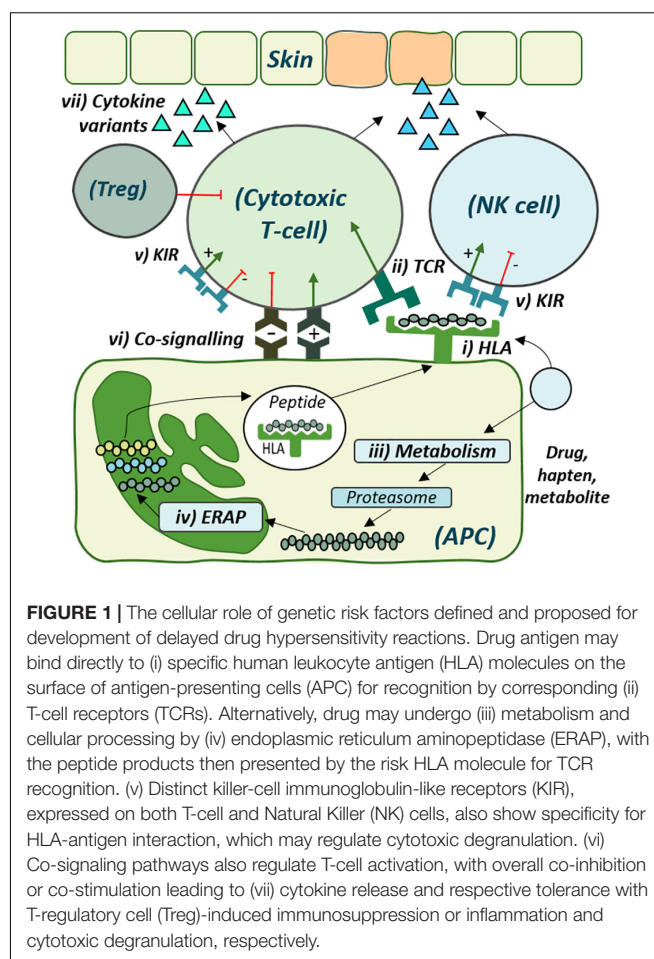 Skin
vii) Cytokine
variants
(Treg)
(Cytotoxic
T-cell)
(NK cell)
v) KIR
+
-
ii) TCR
+
-
v) KIR
vi) Co-signalling
-
+
i) HLA
Peptide
HLA
iii) Metabolism
Drug,
hapten,
metabolite
Proteasome
iv) ERAP
(APC)
FIGURE 1 | The cellular role of genetic risk factors defined and proposed for
development of delayed drug hypersensitivity reactions. Drug antigen may
bind directly to (i) specific human leukocyte antigen (HLA) molecules on the
surface of antigen-presenting cells (APC) for recognition by corresponding (ii)
T-cell receptors (TCRs). Alternatively, drug may undergo (iii) metabolism and
cellular processing by (iv) endoplasmic reticulum aminopeptidase (ERAP), with
the peptide products then presented by the risk HLA molecule for TCR
recognition. (v) Distinct killer-cell immunoglobulin-like receptors (KIR),
expressed on both T-cell and Natural Killer (NK) cells, also show specificity for
HLA-antigen interaction, which may regulate cytotoxic degranulation. (vi)
Co-signaling pathways also regulate T-cell activation, with overall co-inhibition
or co-stimulation leading to (vii) cytokine release and respective tolerance with
T-regulatory cell (Treg)-induced immunosuppression or inflammation and
cytotoxic degranulation, respectively.